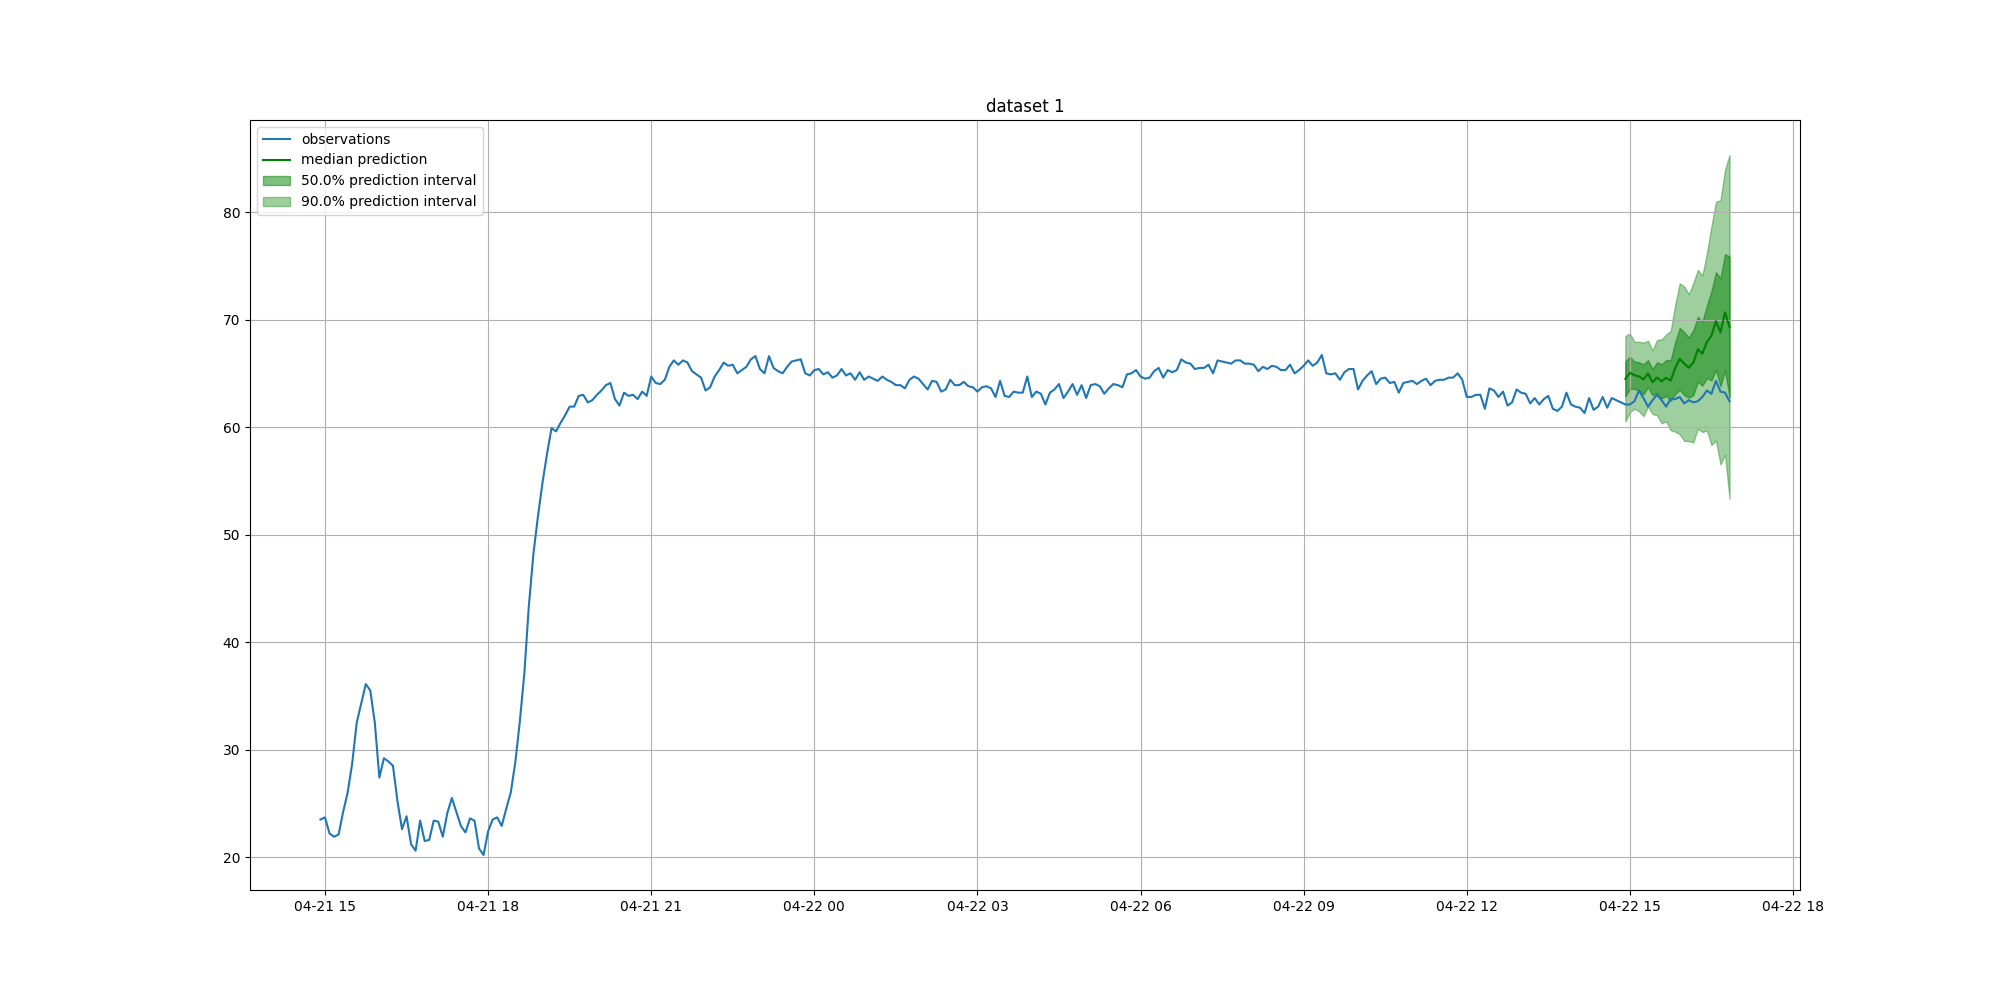 dataset 1
observations
median prediction
50.0% prediction interval
90.0% prediction interval
80
70
60
50
40
30
20
04-21 15 04-21 18 04-21 21 04-22 00 04-22 03 04-22 06 04-22 09 04-22 12 04-22 15 04-22 18